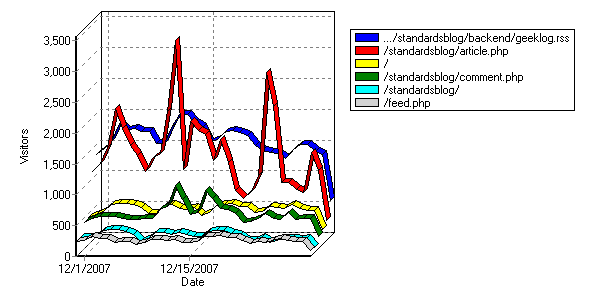 3,500
3,000
2,500
2,000
1,500
1,000
500
0
Visitors
12/1/2007
12/15/2007
Date
.../standardsblog/backend/geeklog.rss
/standardsblog/article.php
/
/standardsblog/comment.php
/standardsblog/
/feed.php